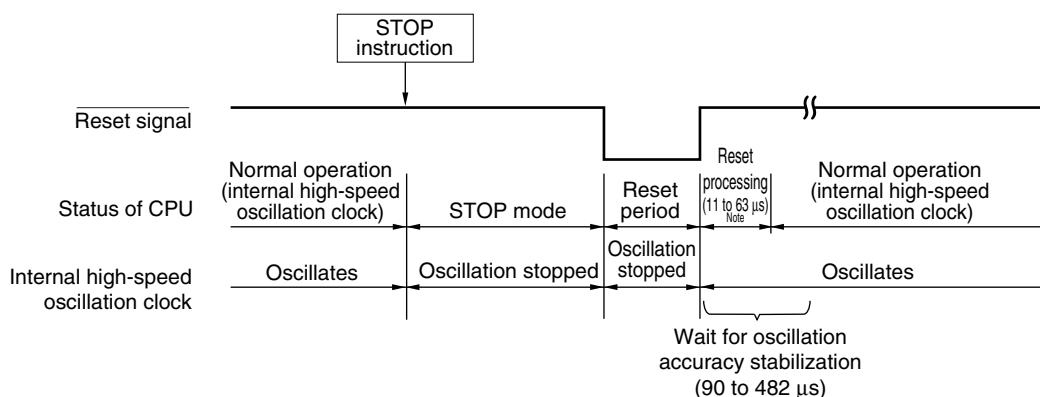 STOP
instruction
Reset signal
Status of CPU
Normal operation
(internal high-speed
oscillation clock)
STOP mode
Reset
period
Reset
processing
(11 to 63 μs)
Note
Normal operation
(internal high-speed
oscillation clock)
Internal high-speed
oscillation clock
Oscillates
Oscillation stopped
Oscillation
stopped
Oscillates
Wait for oscillation
accuracy stabilization
(90 to 482 μs)